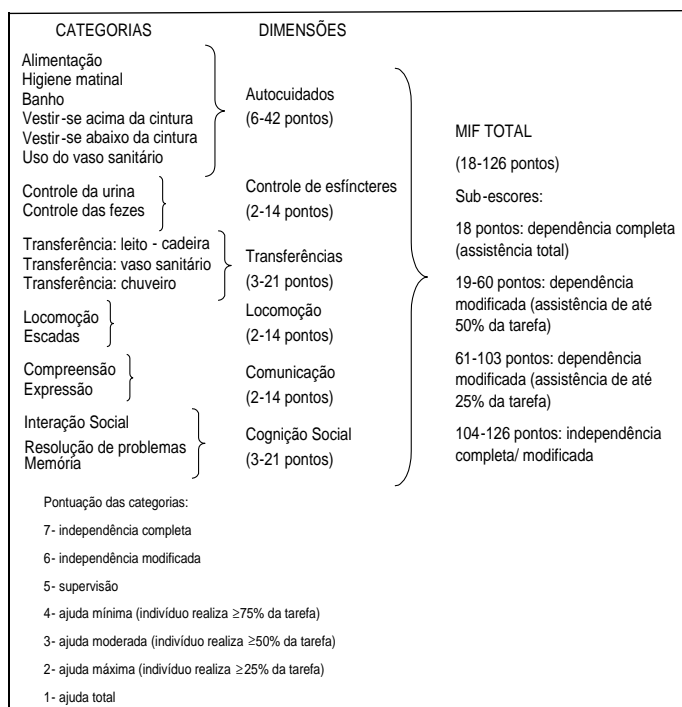 CATEGORIAS
Alimentação
Higiene matinal
Banho
Vestir-se acima da cintura
Vestir-se abaixo da cintura
Uso do vaso sanitário
Controle da urina
Controle das fezes
Transferência: leito - cadeira
Transferência: vaso sanitário
Transferência: chuveiro
Locomoção
Escadas
Compreensão
Expressão
Interação Social
Resolução de problemas
Memória
DIMENSÕES
Autocuidados
(6-42 pontos)
Controle de esfíncteres
(2-14 pontos)
Transferências
(3-21 pontos)
Locomoção
(2-14 pontos)
Comunicação
(2-14 pontos)
Cognição Social
(3-21 pontos)
MIF TOTAL
(18-126 pontos)
Sub-escores:
18 pontos: dependência completa
(assistência total)
19-60 pontos: dependência
modificada (assistência de até
50% da tarefa)
61-103 pontos: dependência
modificada (assistência de até
25% da tarefa)
104-126 pontos: independência
completa/ modificada
Pontuação das categorias:
7- independência completa
6- independência modificada
5- supervisão
4- ajuda mínima (indivíduo realiza ≥75% da tarefa)
3- ajuda moderada (indivíduo realiza ≥50% da tarefa)
2- ajuda máxima (indivíduo realiza ≥25% da tarefa)
1- ajuda total